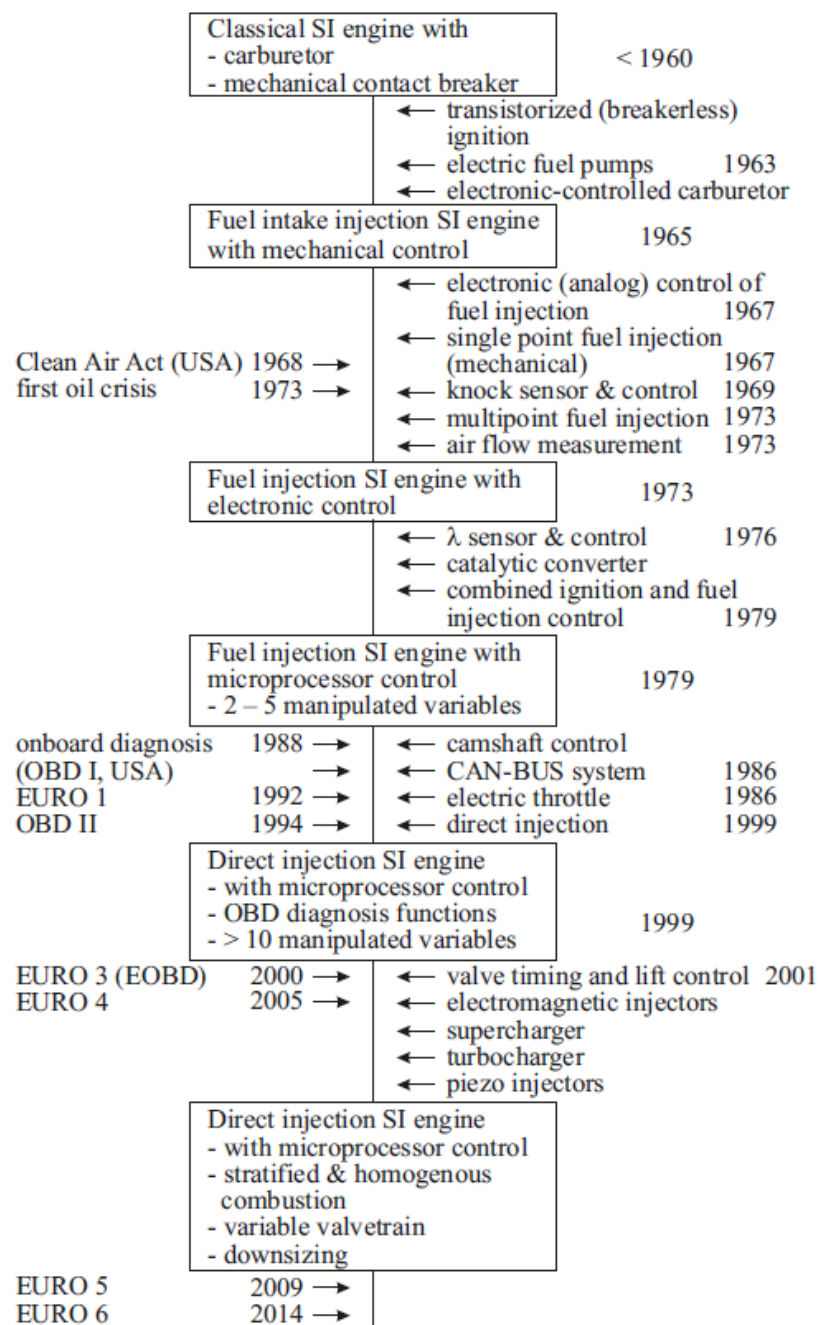 Classical SI engine with
- carburetor
- mechanical contact breaker
< 1960
transistorized (breakerless)
ignition
electric fuel pumps 1963
electronic-controlled carburetor
Fuel intake injection SI engine
with mechanical control
1965
electronic (analog) control of
fuel injection 1967
single point fuel injection
Clean Air Act (USA) 1968
(mechanical) 1967
first oil crisis 1973
knock sensor & control 1969
multipoint fuel injection 1973
air flow measurement 1973
Fuel injection SI engine with
electronic control
1973
λ sensor & control 1976
catalytic converter
combined ignition and fuel
injection control 1979
Fuel injection SI engine with
microprocessor control
- 2 – 5 manipulated variables
1979
onboard diagnosis 1988
camshaft control
(OBD I, USA)
CAN-BUS system 1986
EURO 1 1992
electric throttle 1986
OBD II 1994
direct injection 1999
Direct injection SI engine
- with microprocessor control
- OBD diagnosis functions
- > 10 manipulated variables
1999
EURO 3 (EOBD) 2000
valve timing and lift control 2001
EURO 4 2005
electromagnetic injectors
supercharger
turbocharger
piezo injectors
Direct injection SI engine
- with microprocessor control
- stratified & homogenous
combustion
- variable valvetrain
- downsizing
EURO 5 2009
EURO 6 2014